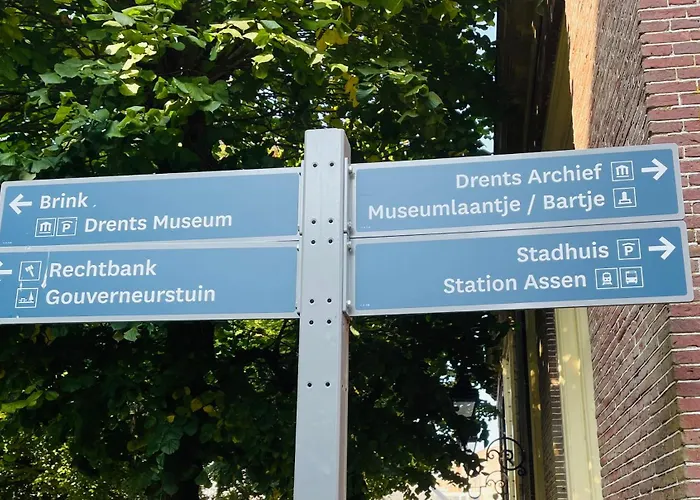 Brink
P Drents Museum
Rechtbank
Gouverneurstuin
Drents Archief
Museumlaantje / Bartje
Stadhuis P
Station Assen